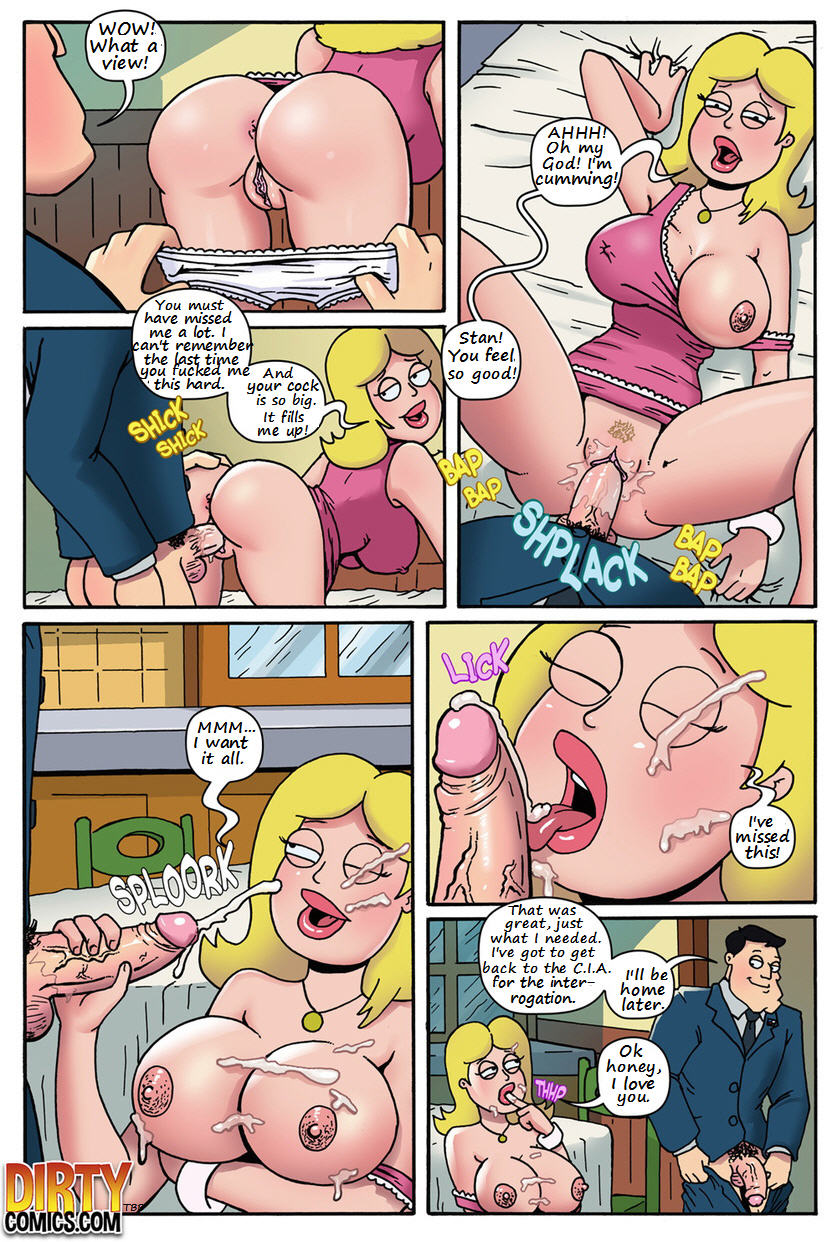 WOW!
What a
view!
AHHH!
Oh my
God! I'm
cumming!
Stan!
You feel
so good!
You must
have missed
me a lot. I
can't remember
the last time
you fucked me
this hard.
And
your cock
is so big.
It fills
me up!
SHICK
SHICK
BAP
BAP
SHPLACK
BAP
BAP
MMM...
I want
it all.
SPLOORK
LICK
I've
missed
this!
That was
great, just
what I needed.
I've got to get
back to the C.I.A.
for the inter-
rogation.
I'll be
home
later.
Ok
honey,
I love
you.
THHP
DIRTY
COMICS.COM